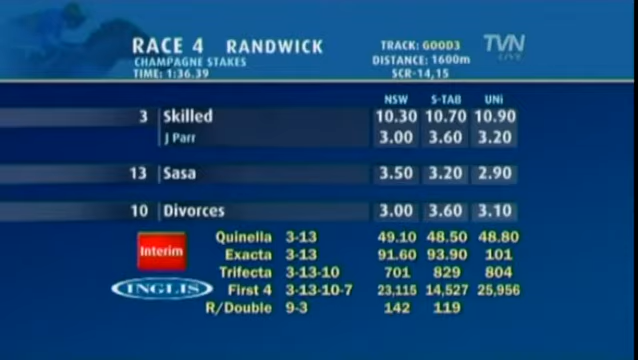 RACE 4 RANDWICK
CHAMPAGNE STAKES
TIME: 1:36.39
TRACK: GOOD3
DISTANCE: 1600m
SCR-14,15
TVN
LIVE
NSW S-TAB UNi
3 Skilled 10.30 10.70 10.90
J Parr 3.00 3.60 3.20
13 Sasa 3.50 3.20 2.90
10 Divorces 3.00 3.60 3.10
Interim
Quinella 3-13 49.10 48.50 48.80
Exacta 3-13 91.60 93.90 101
Trifecta 3-13-10 701 829 804
INGLIS
First 4 3-13-10-7 23,115 14,527 25,956
R/Double 9-3 142 119